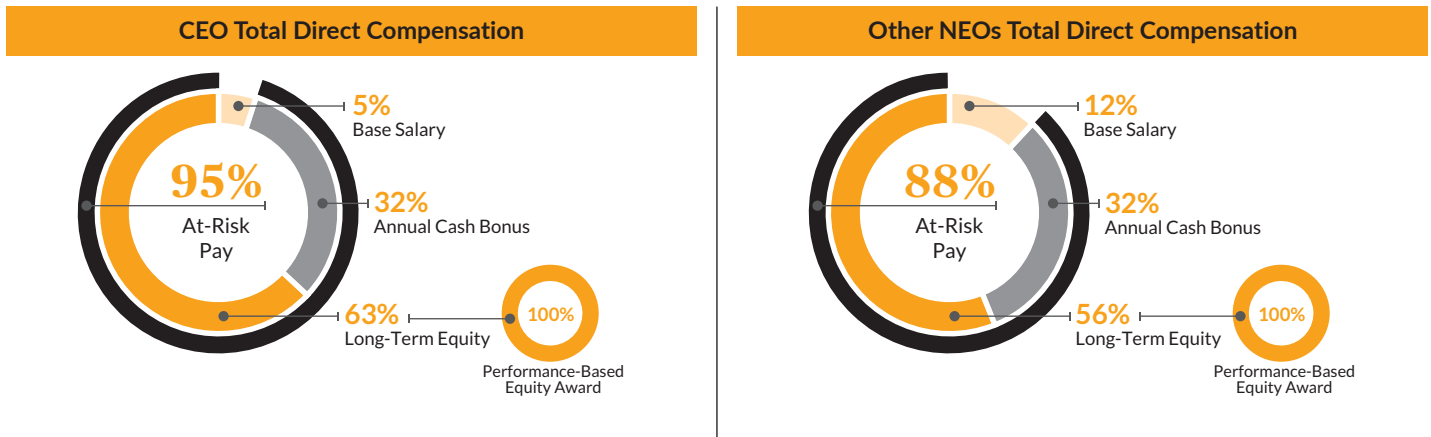 CEO Total Direct Compensation
5%
Base Salary
95%
At-Risk
Pay
32%
Annual Cash Bonus
63%
Long-Term Equity
100%
Performance-Based
Equity Award
Other NEOs Total Direct Compensation
12%
Base Salary
88%
At-Risk
Pay
32%
Annual Cash Bonus
56%
Long-Term Equity
100%
Performance-Based
Equity Award